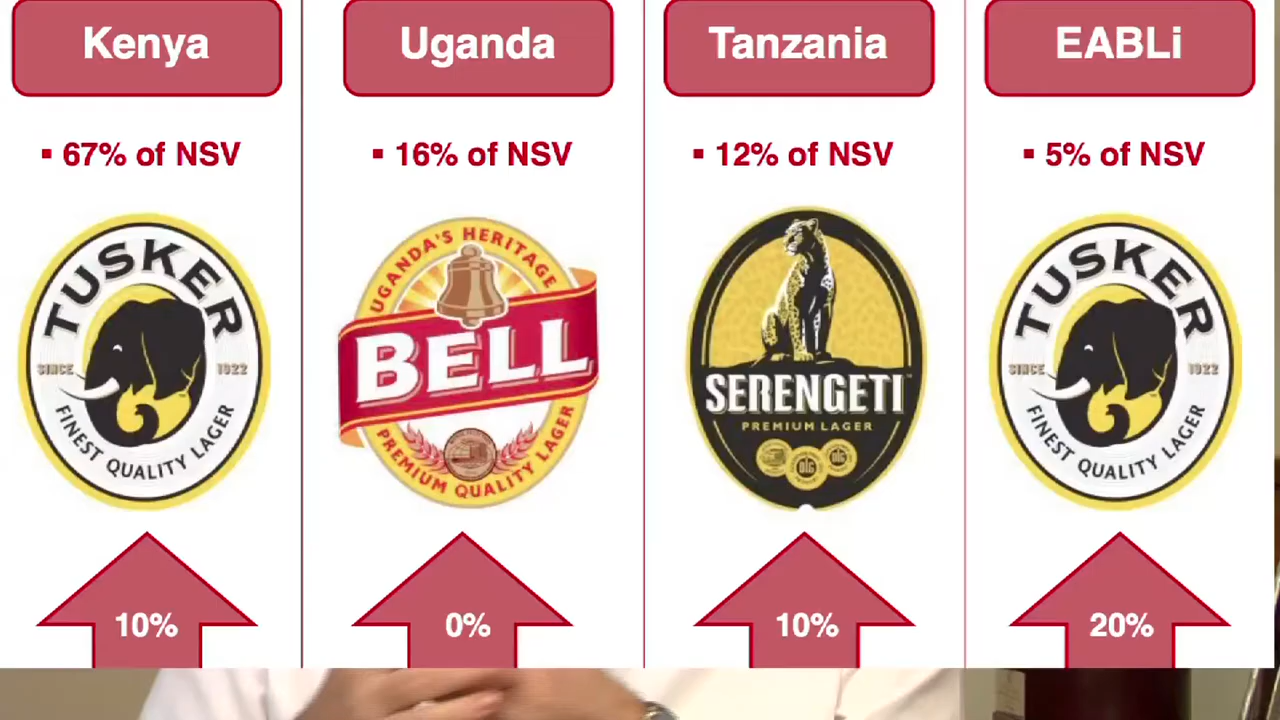 Kenya
Uganda
Tanzania
EABLi
▪ 67% of NSV
▪ 16% of NSV
▪ 12% of NSV
▪ 5% of NSV
TUSKER
SINCE 1922
FINEST QUALITY LAGER
UGANDA'S HERITAGE
BELL
PREMIUM QUALITY LAGER
SERENGETI™
PREMIUM LAGER
DLG
TUSKER
SINCE 1922
FINEST QUALITY LAGER
10%
0%
10%
20%